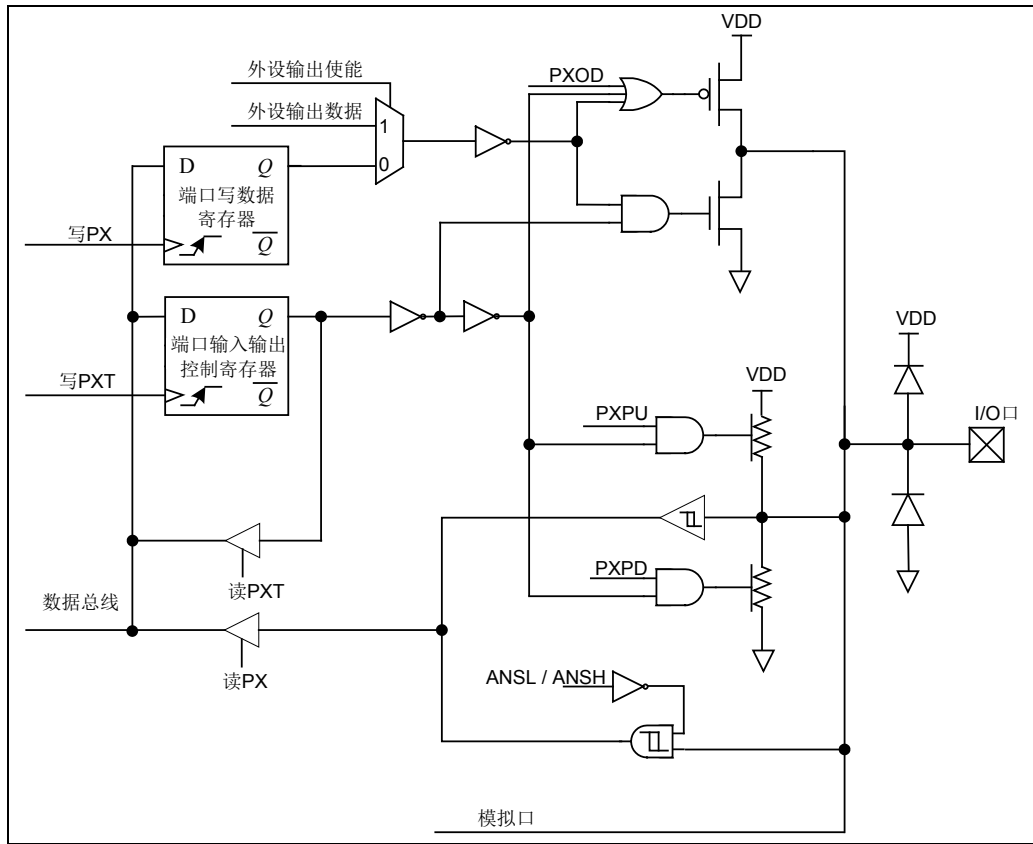 VDD
外设输出使能
PXOD
外设输出数据
1
0
D Q
端口写数据
寄存器
Q
写PX
D Q
端口输入输出
控制寄存器
Q
写PXT
VDD
VDD
I/O口
PXPU
读PXT
PXPD
数据总线
读PX
ANSL / ANSH
模拟口